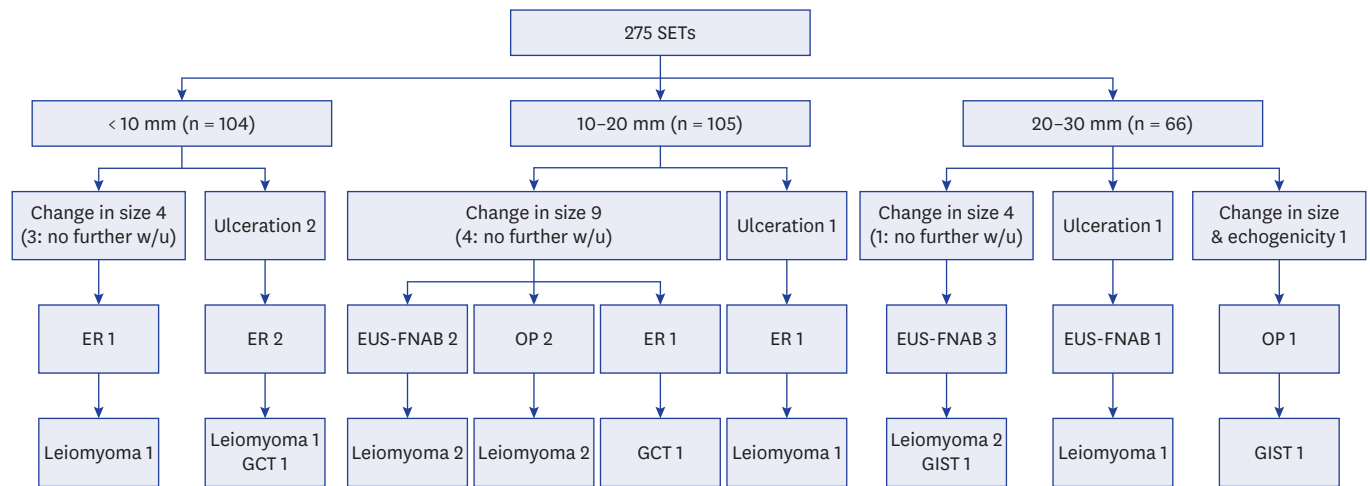 275 SETs
< 10 mm (n = 104)
10–20 mm (n = 105)
20–30 mm (n = 66)
Change in size 4
(3: no further w/u)
Ulceration 2
Change in size 9
(4: no further w/u)
Ulceration 1
Change in size 4
(1: no further w/u)
Ulceration 1
Change in size
& echogenicity 1
ER 1
ER 2
EUS-FNAB 2
OP 2
ER 1
ER 1
EUS-FNAB 3
EUS-FNAB 1
OP 1
Leiomyoma 1
Leiomyoma 1
GCT 1
Leiomyoma 2
Leiomyoma 2
GCT 1
Leiomyoma 1
Leiomyoma 2
GIST 1
Leiomyoma 1
GIST 1